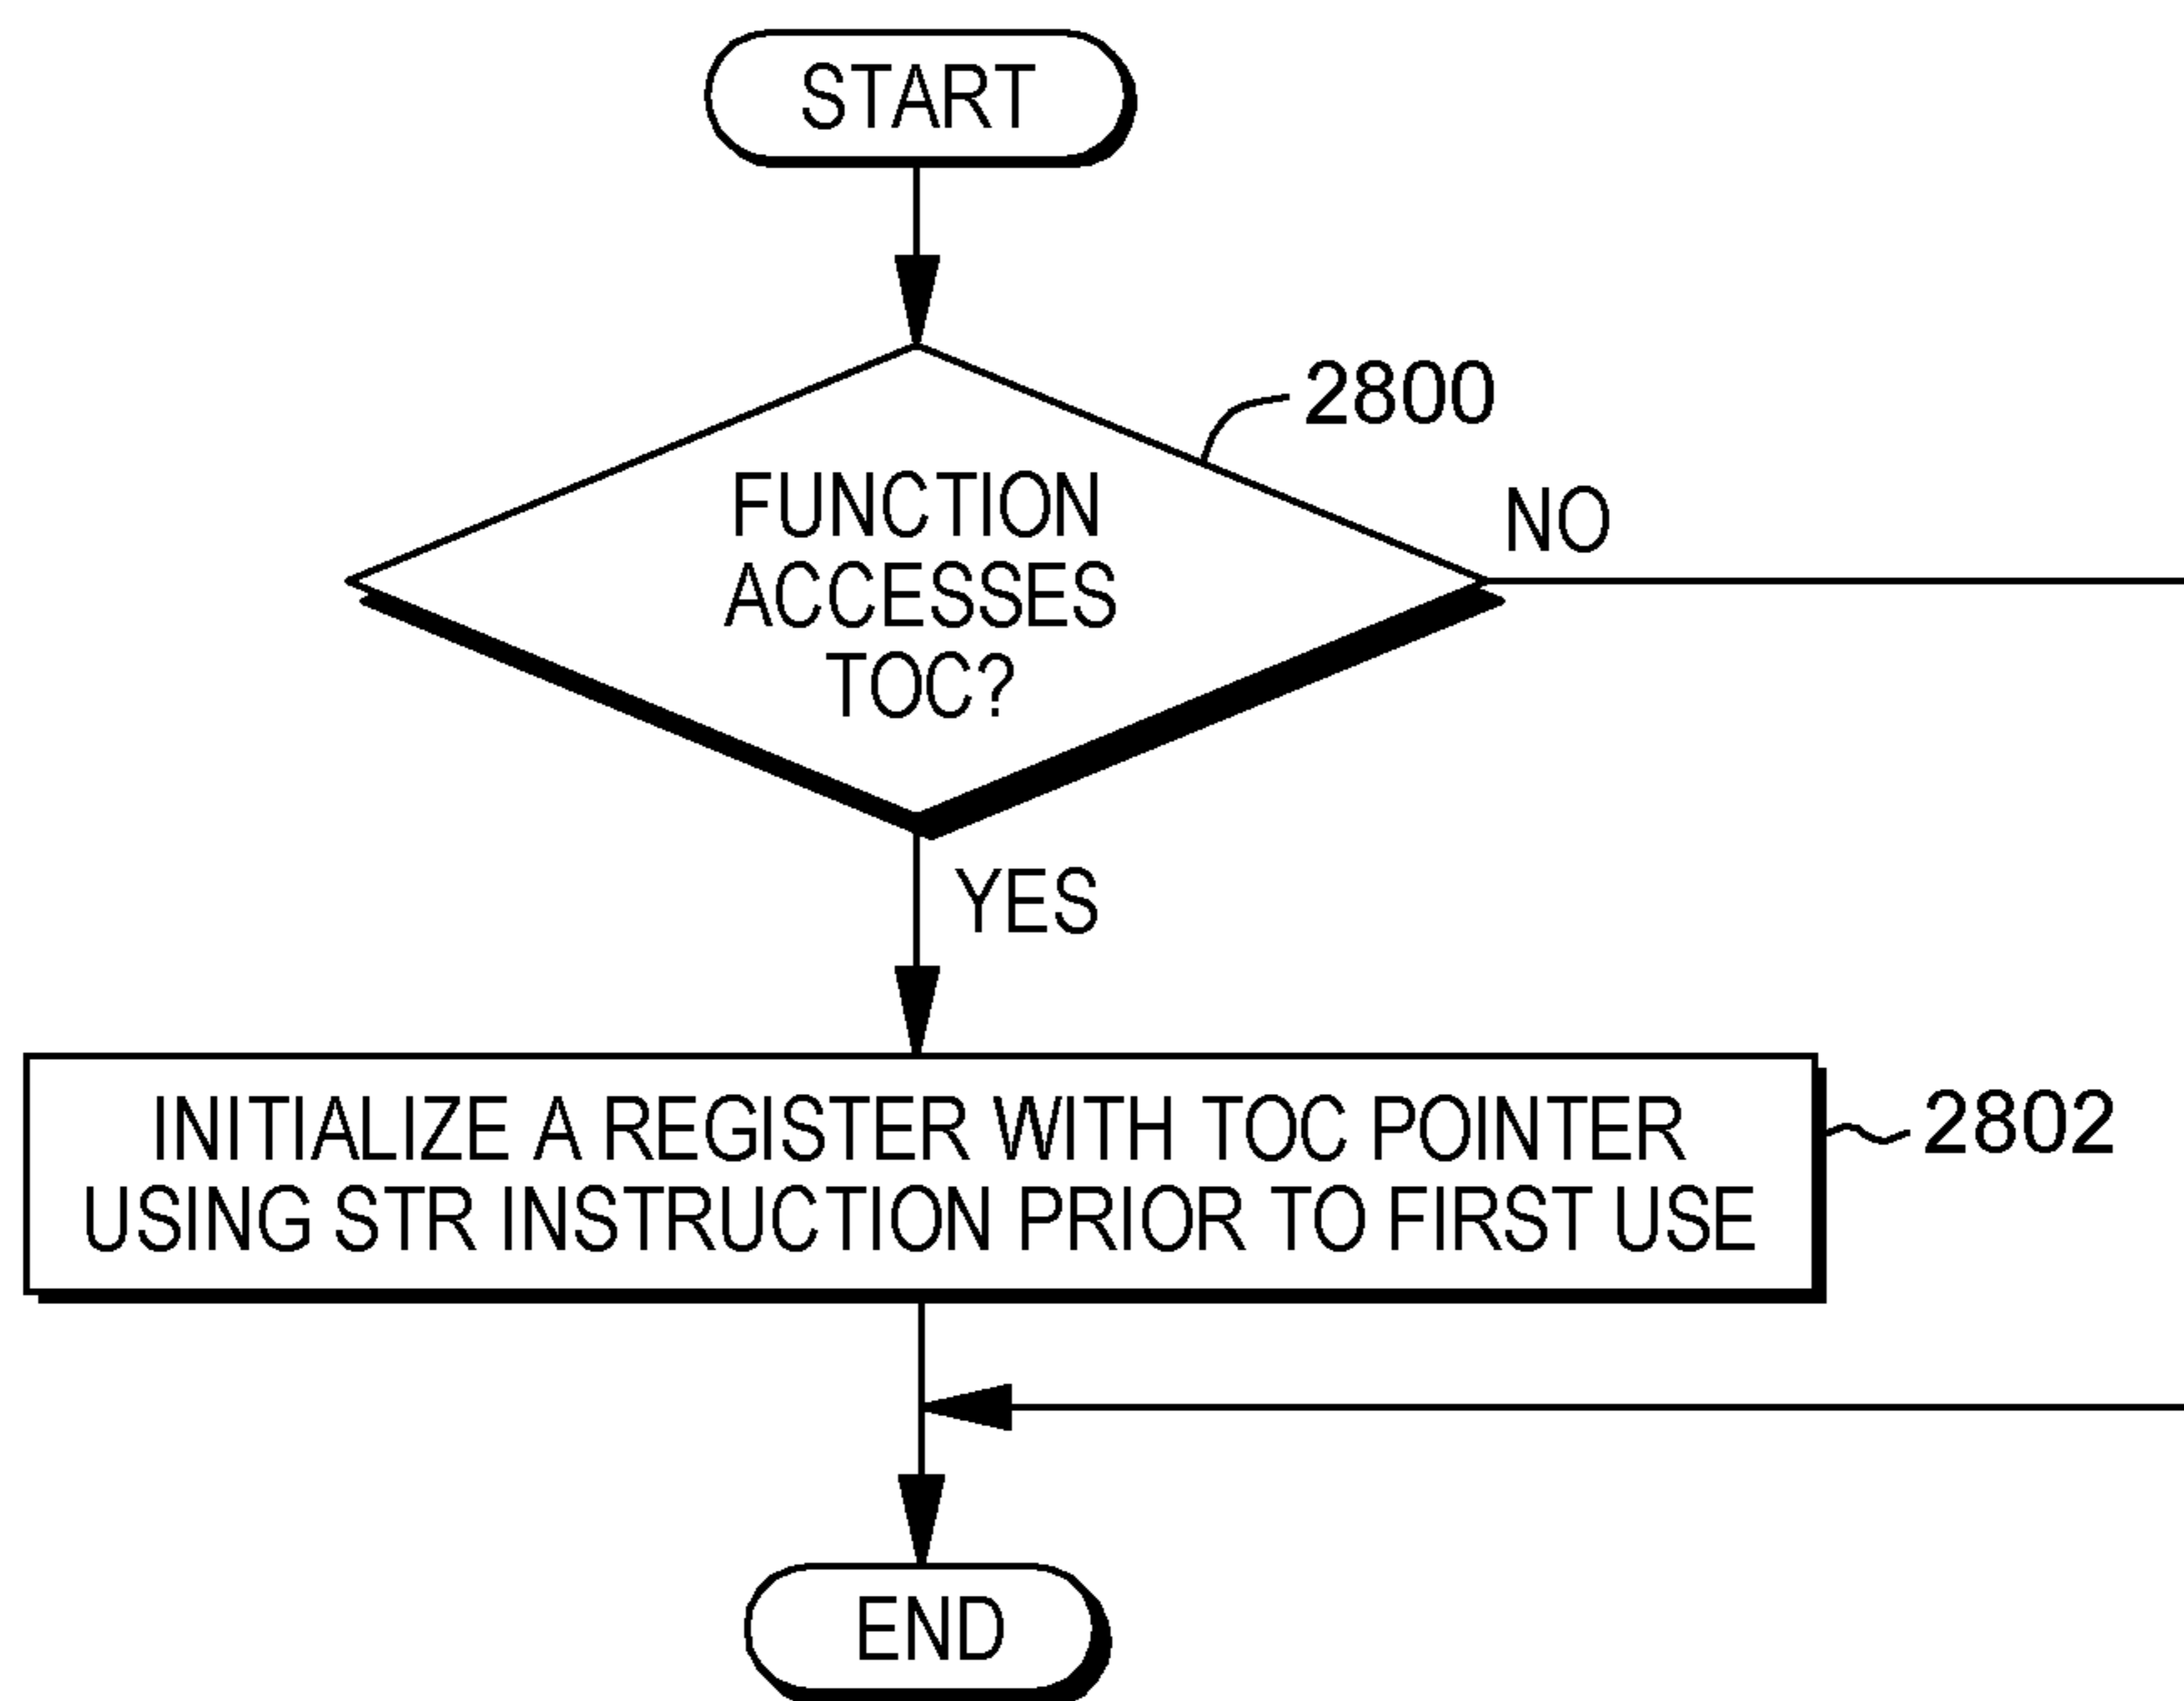 START
2800
FUNCTION
ACCESSES
TOC?
NO
YES
INITIALIZE A REGISTER WITH TOC POINTER
USING STR INSTRUCTION PRIOR TO FIRST USE
2802
END